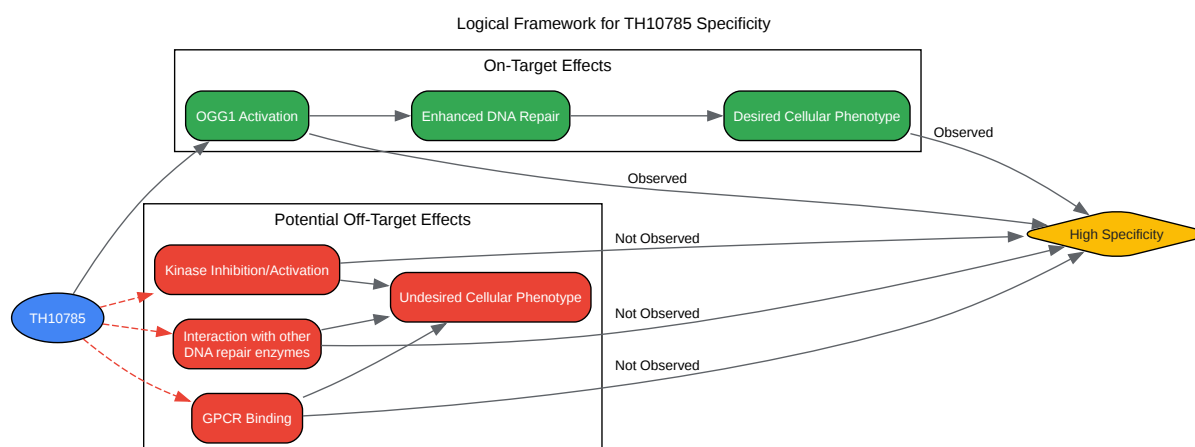 Logical Framework for TH10785 Specificity
On-Target Effects
OGG1 Activation
Enhanced DNA Repair
Desired Cellular Phenotype
Observed
Observed
Potential Off-Target Effects
Kinase Inhibition/Activation
Not Observed
High Specificity
Undesired Cellular Phenotype
TH10785
Interaction with other
DNA repair enzymes
Not Observed
Not Observed
GPCR Binding